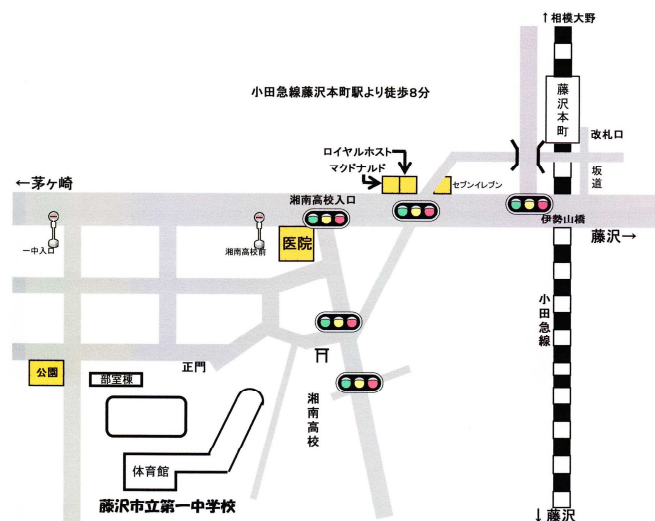 ↑相模大野
小田急線藤沢本町駅より徒歩8分
藤沢本町
改札口
坂道
ロイヤルホスト
マクドナルド
セブンイレブン
←茅ヶ崎
湘南高校入口
伊勢山橋
藤沢→
一中入口
湘南高校前
医院
小田急線
公園
部室棟
正門
湘南高校
体育館
藤沢市立第一中学校
↓藤沢